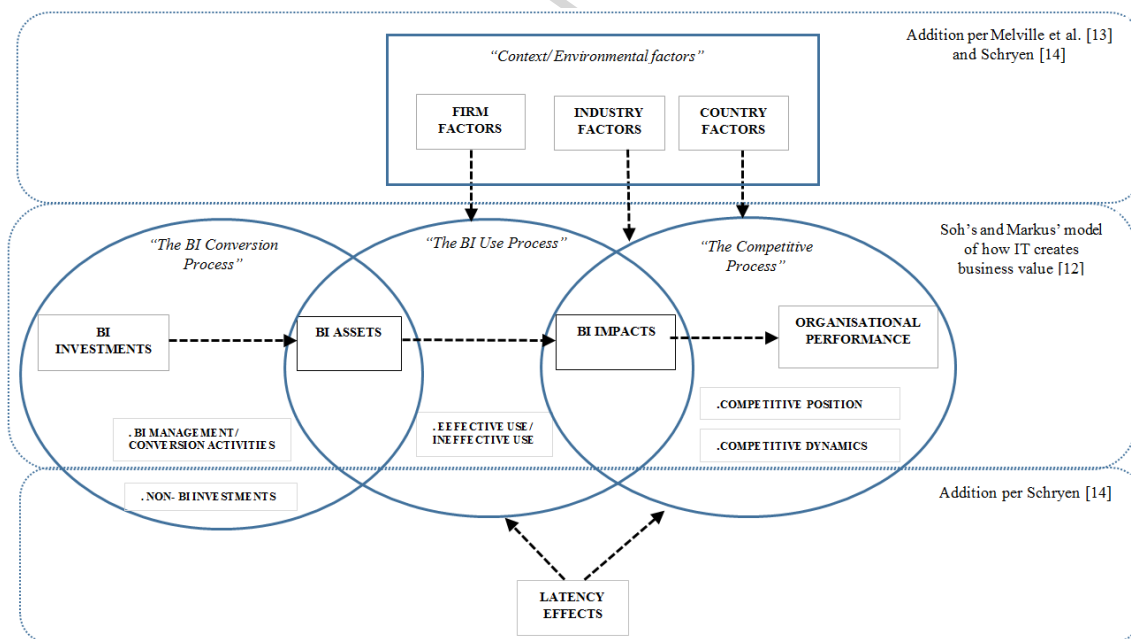 Addition per Melville et al. [13]
and Schryen [14]
“Context/ Environmental factors”
FIRM
FACTORS
INDUSTRY
FACTORS
COUNTRY
FACTORS
Soh’s and Markus’ model
of how IT creates
business value [12]
“The BI Conversion
Process”
“The BI Use Process”
“The Competitive
Process”
BI
INVESTMENTS
BI ASSETS
BI IMPACTS
ORGANISATIONAL
PERFORMANCE
.BI MANAGEMENT/
CONVERSION ACTIVITIES
.EFFECTIVE USE/
INEFFECTIVE USE
.COMPETITIVE POSITION
.COMPETITIVE DYNAMICS
. NON- BI INVESTMENTS
Addition per Schryen [14]
LATENCY
EFFECTS